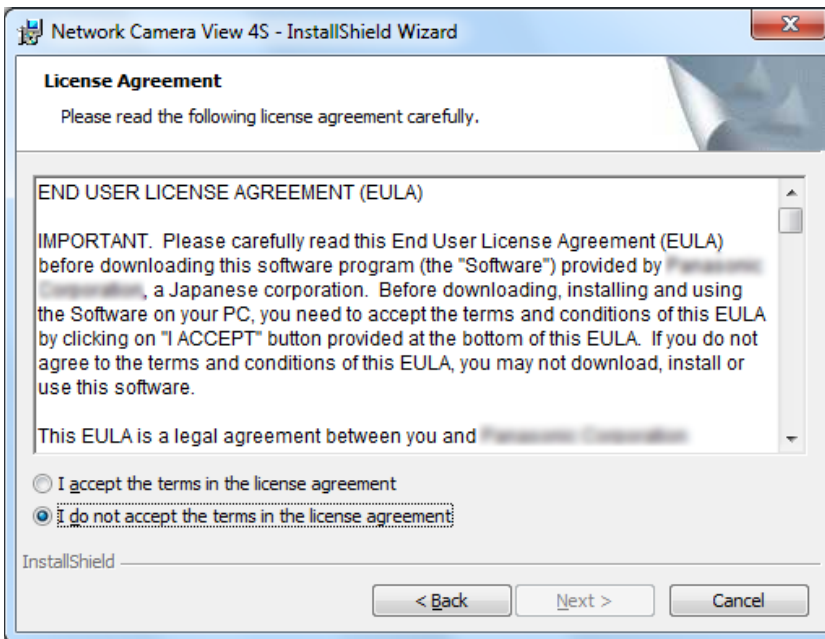 Network Camera View 4S - InstallShield Wizard
License Agreement
Please read the following license agreement carefully.
END USER LICENSE AGREEMENT (EULA)
IMPORTANT.  Please carefully read this End User License Agreement (EULA)
before downloading this software program (the "Software") provided by
, a Japanese corporation.  Before downloading, installing and using
the Software on your PC, you need to accept the terms and conditions of this EULA
by clicking on "I ACCEPT" button provided at the bottom of this EULA.  If you do not
agree to the terms and conditions of this EULA, you may not download, install or
use this software.
This EULA is a legal agreement between you and
I accept the terms in the license agreement
I do not accept the terms in the license agreement
InstallShield
< Back
Next >
Cancel